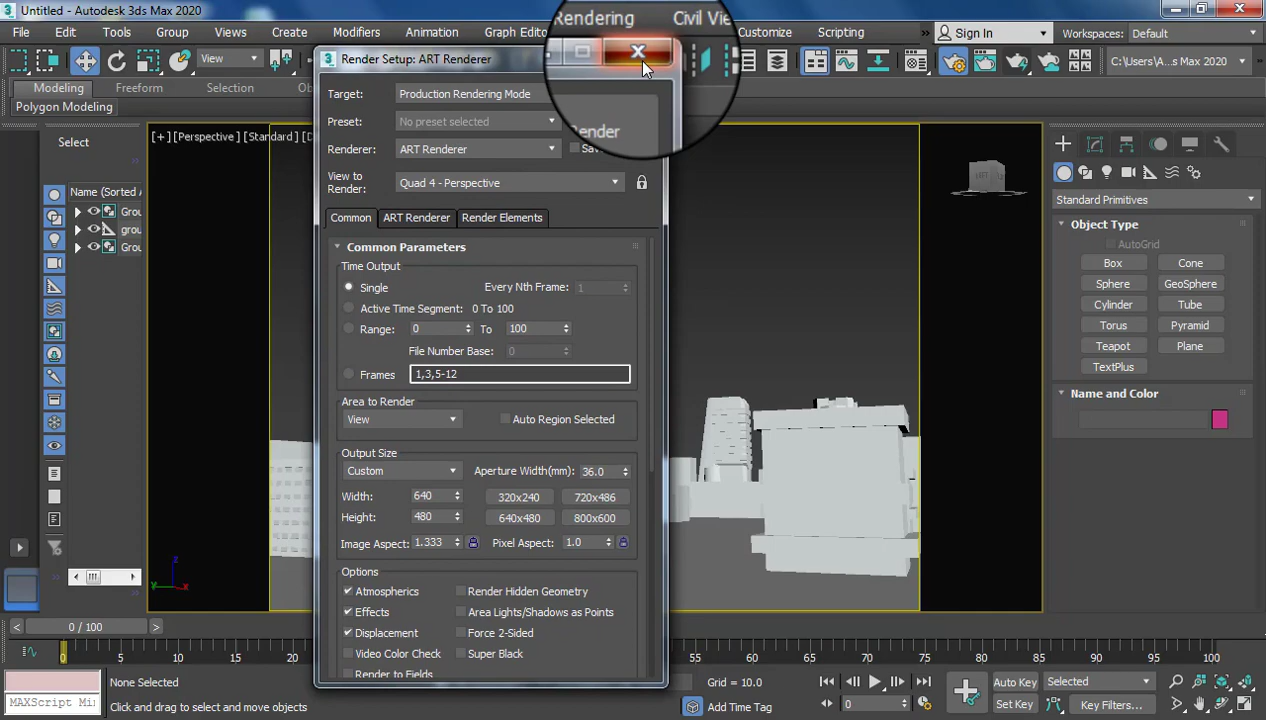 Untitled - Autodesk 3ds Max 2020
File Edit Tools Group Views Create Modifiers Animation Graph Edit Rendering Civil Vie Customize Scripting Sign In Workspaces: Default
View C:\Users\A...s Max 2020
Modeling Freeform Selection Ob
Polygon Modeling
Render Setup: ART Renderer
Target: Production Rendering Mode
Preset: No preset selected
Render
Renderer: ART Renderer Sav
View to Render: Quad 4 - Perspective
Common ART Renderer Render Elements
Common Parameters
Time Output
Single Every Nth Frame: 1
Active Time Segment: 0 To 100
Range: 0 To 100
File Number Base: 0
Frames 1,3,5-12
Area to Render
View Auto Region Selected
Output Size
Custom Aperture Width(mm): 36.0
Width: 640 320x240 720x486
Height: 480 640x480 800x600
Image Aspect: 1.333 Pixel Aspect: 1.0
Options
Atmospherics Render Hidden Geometry
Effects Area Lights/Shadows as Points
Displacement Force 2-Sided
Video Color Check Super Black
Render to Fields
Select
Name (Sorted A
Grou
grou
Grou
[+] [Perspective] [Standard] [D
Standard Primitives
Object Type
AutoGrid
Box Cone
Sphere GeoSphere
Cylinder Tube
Torus Pyramid
Teapot Plane
TextPlus
Name and Color
0 / 100
0 5 10 15 20 25 55 60 65 70 75 80 85 90 95 100
None Selected Grid = 10.0 Auto Key Selected
MAXScript Mi Click and drag to select and move objects Add Time Tag 0 Set Key Key Filters...